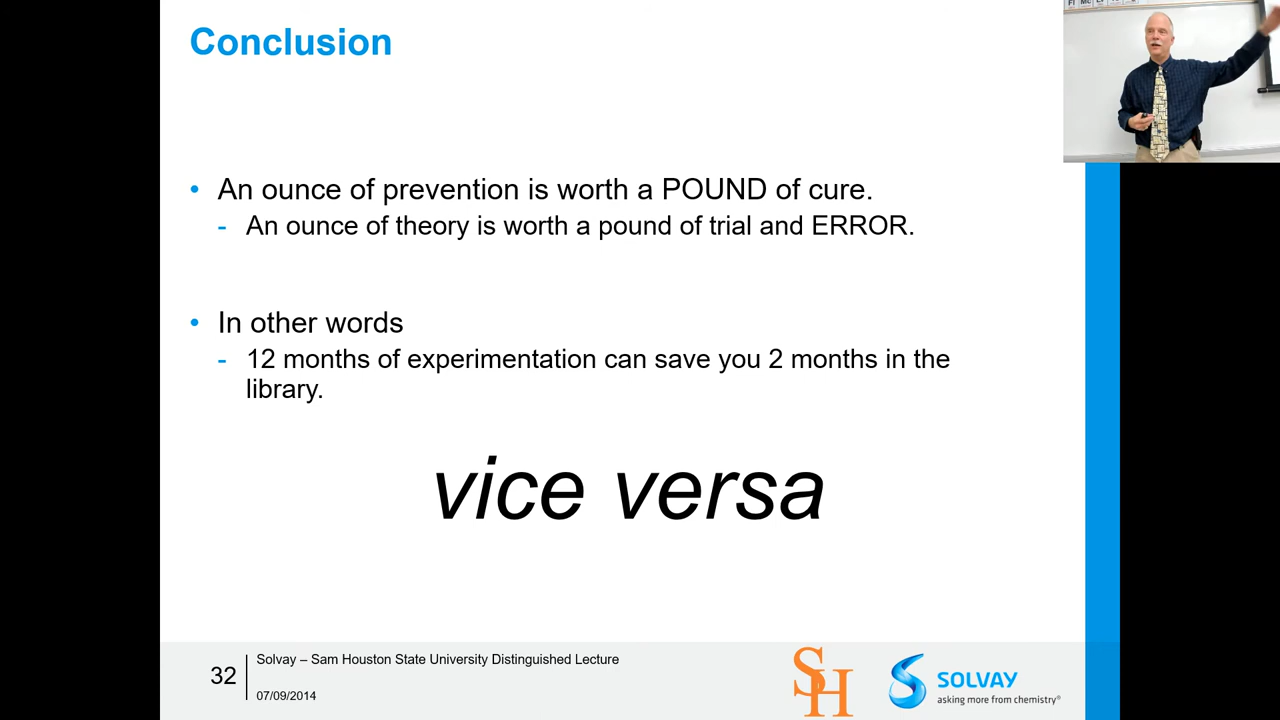 Conclusion
• An ounce of prevention is worth a POUND of cure.
- An ounce of theory is worth a pound of trial and ERROR.
• In other words
- 12 months of experimentation can save you 2 months in the
library.
vice versa
32
Solvay – Sam Houston State University Distinguished Lecture
07/09/2014
SH
SOLVAY
asking more from chemistry®